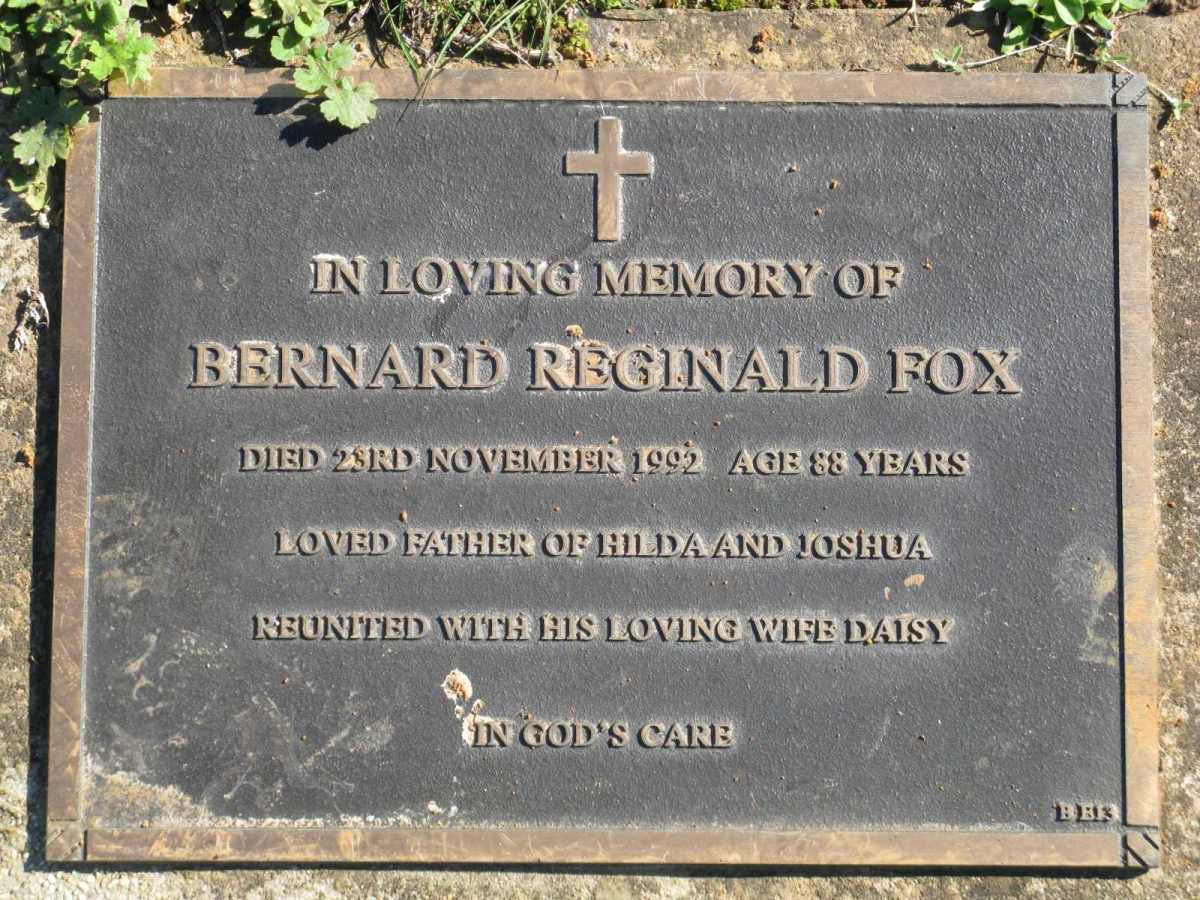 IN LOVING MEMORY OF
BERNARD REGINALD FOX
DIED 23RD NOVEMBER 1992 AGE 88 YEARS
LOVED FATHER OF HILDA AND JOSHUA
REUNITED WITH HIS LOVING WIFE DAISY
IN GOD'S CARE
B E13